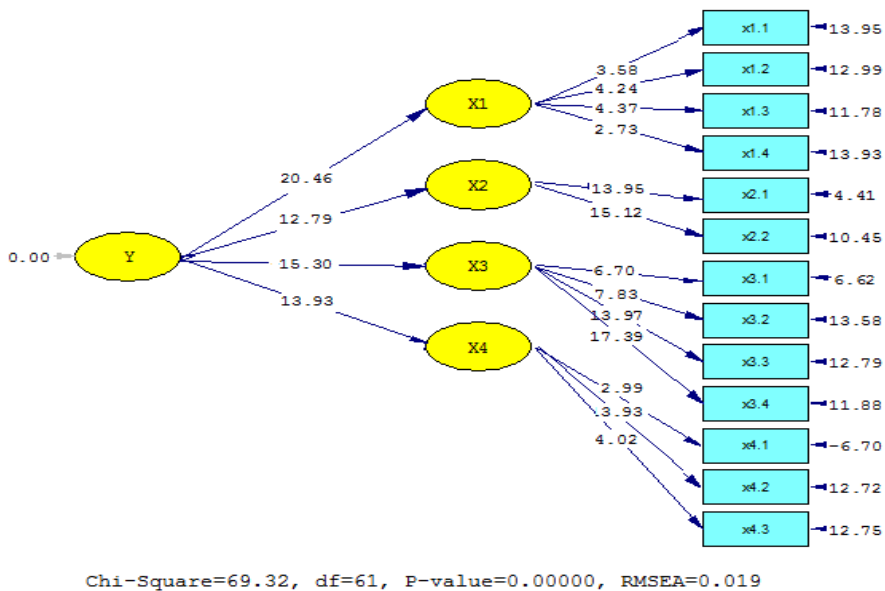 x1.1
13.95
x1.2
12.99
3.58
4.24
X1
4.37
x1.3
11.78
2.73
x1.4
13.93
20.46
X2
13.95
x2.1
4.41
15.12
12.79
x2.2
10.45
0.00
Y
15.30
X3
6.70
x3.1
6.62
7.83
13.93
13.97
x3.2
13.58
17.39
X4
x3.3
12.79
2.99
x3.4
11.88
3.93
4.02
x4.1
-6.70
x4.2
12.72
x4.3
12.75
Chi-Square=69.32, df=61, P-value=0.00000, RMSEA=0.019